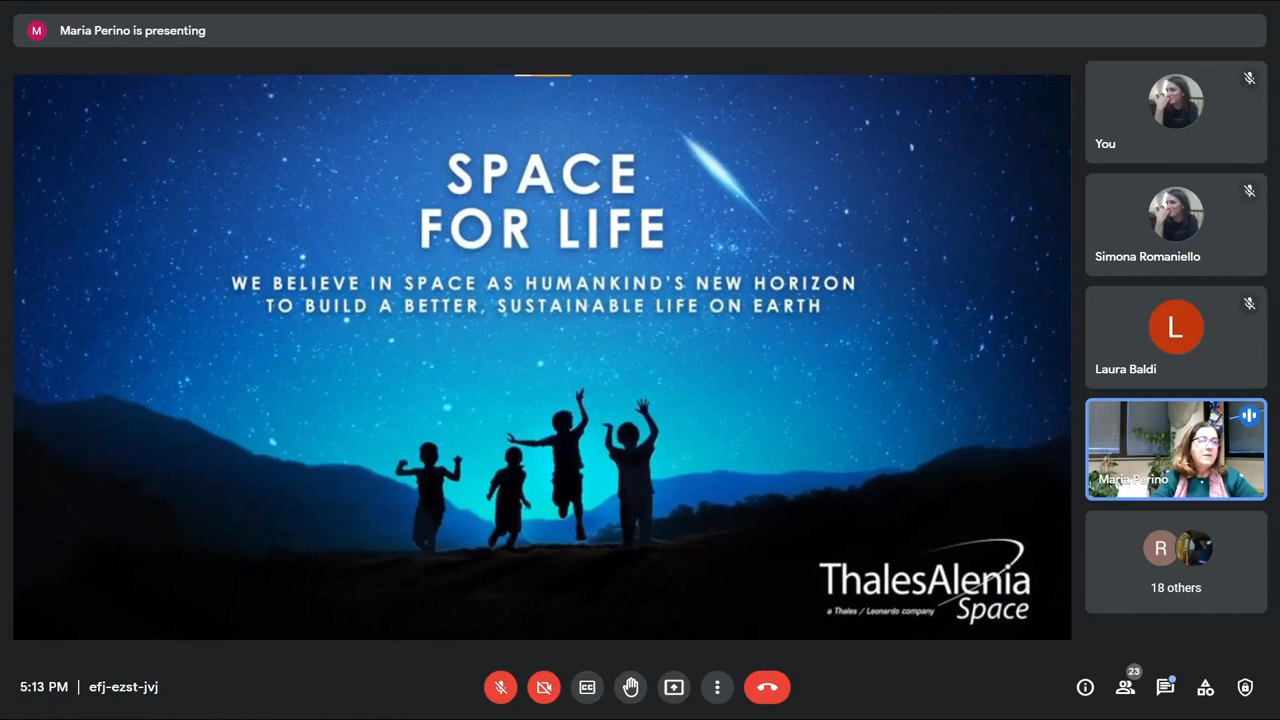 M Maria Perino is presenting
SPACE
FOR LIFE
WE BELIEVE IN SPACE AS HUMANKIND'S NEW HORIZON
TO BUILD A BETTER, SUSTAINABLE LIFE ON EARTH
ThalesAlenia
a Thales / Leonardo company Space
You
Simona Romaniello
L
Laura Baldi
Maria Perino
R
18 others
5:13 PM | efj-ezst-jvj
CC
23